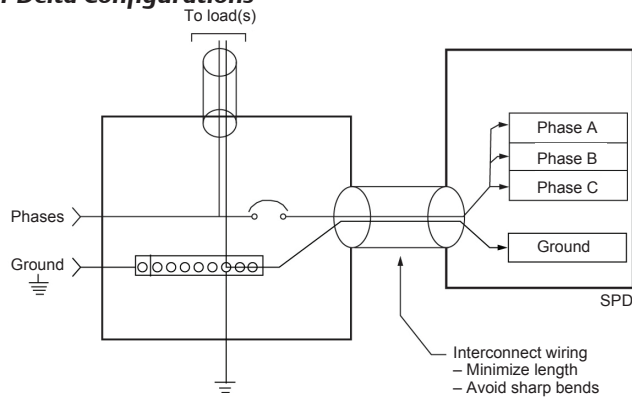 Delta Configurations
To load(s)
Phase A
Phase B
Phase C
Phases
Ground
Ground
SPD
Interconnect wiring
– Minimize length
– Avoid sharp bends